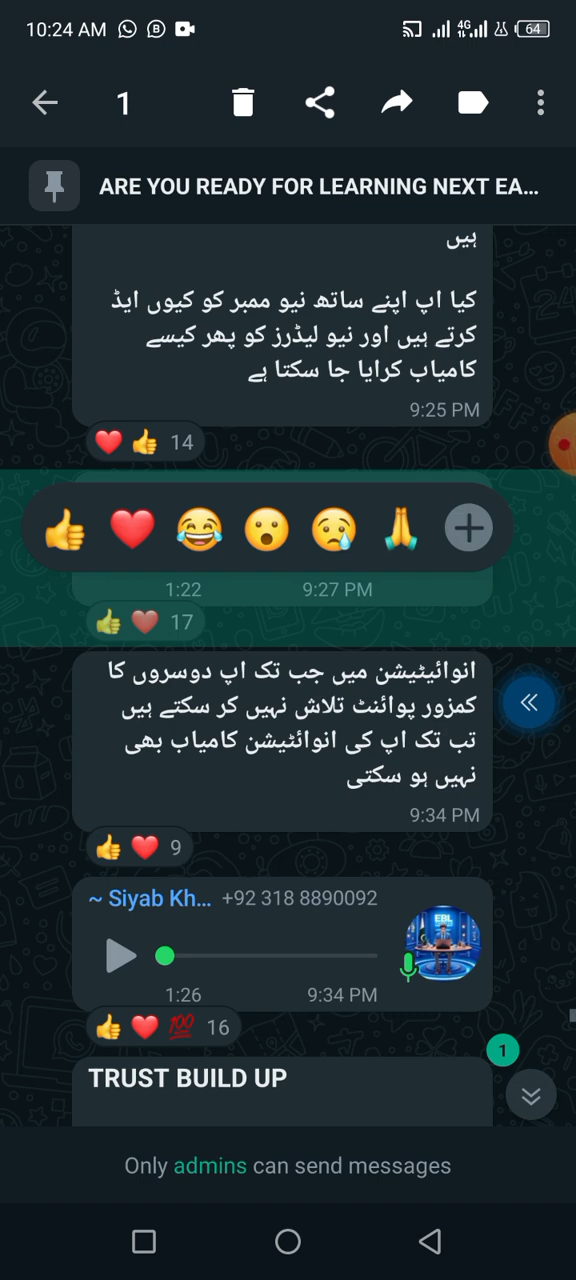 10:24 AM
4G
64
1
ARE YOU READY FOR LEARNING NEXT EA...
ہیں
کیا اپ اپنے ساتھ نیو ممبر کو کیوں ایڈ
کرتے ہیں اور نیو لیڈرز کو پھر کیسے
کامیاب کرایا جا سکتا ہے
9:25 PM
14
1:22 9:27 PM
17
انوائیٹیشن میں جب تک اپ دوسروں کا
کمزور پوائنٹ تلاش نہیں کر سکتے ہیں
تب تک اپ کی انوائٹیشن کامیاب بھی
نہیں ہو سکتی
9:34 PM
9
~ Siyab Kh... +92 318 8890092
EBL
1:26 9:34 PM
16
1
TRUST BUILD UP
Only admins can send messages